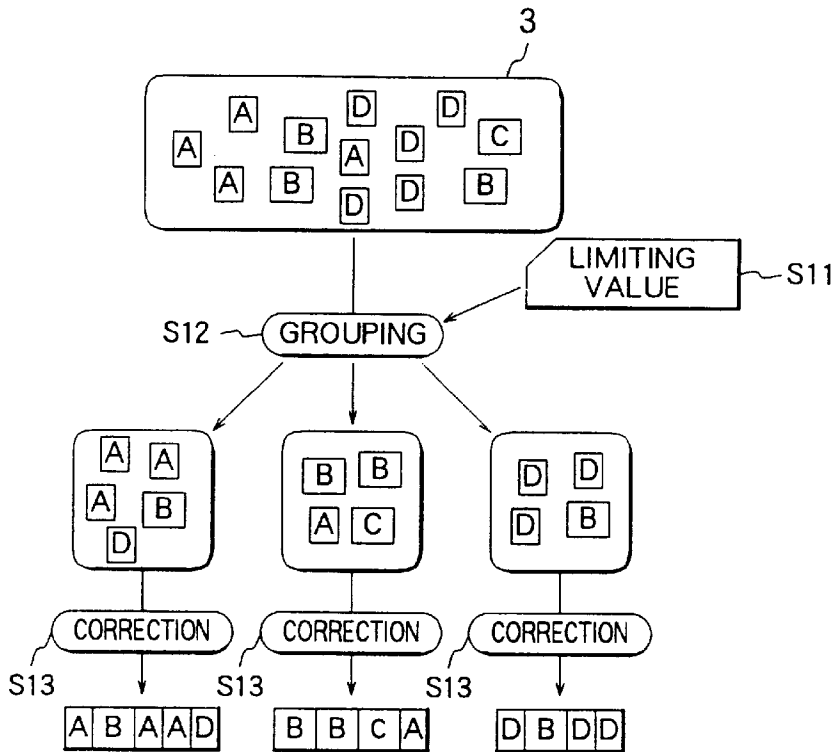 3
A A B D D C
A B A D D B
D
LIMITING
VALUE
S11
S12
GROUPING
A A
A B
D
B B
A C
D D
D B
CORRECTION
CORRECTION
CORRECTION
S13
S13
S13
A B A A D
B B C A
D B D D